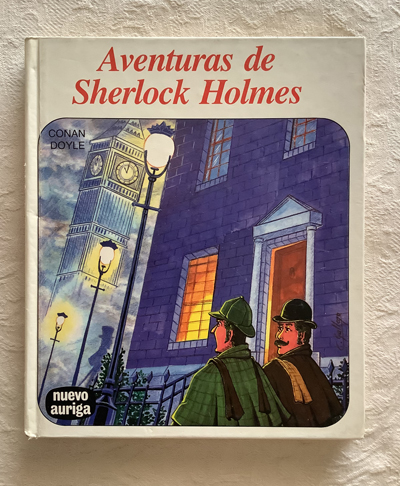 Aventuras de
Sherlock Holmes
CONAN
DOYLE
nuevo
auriga